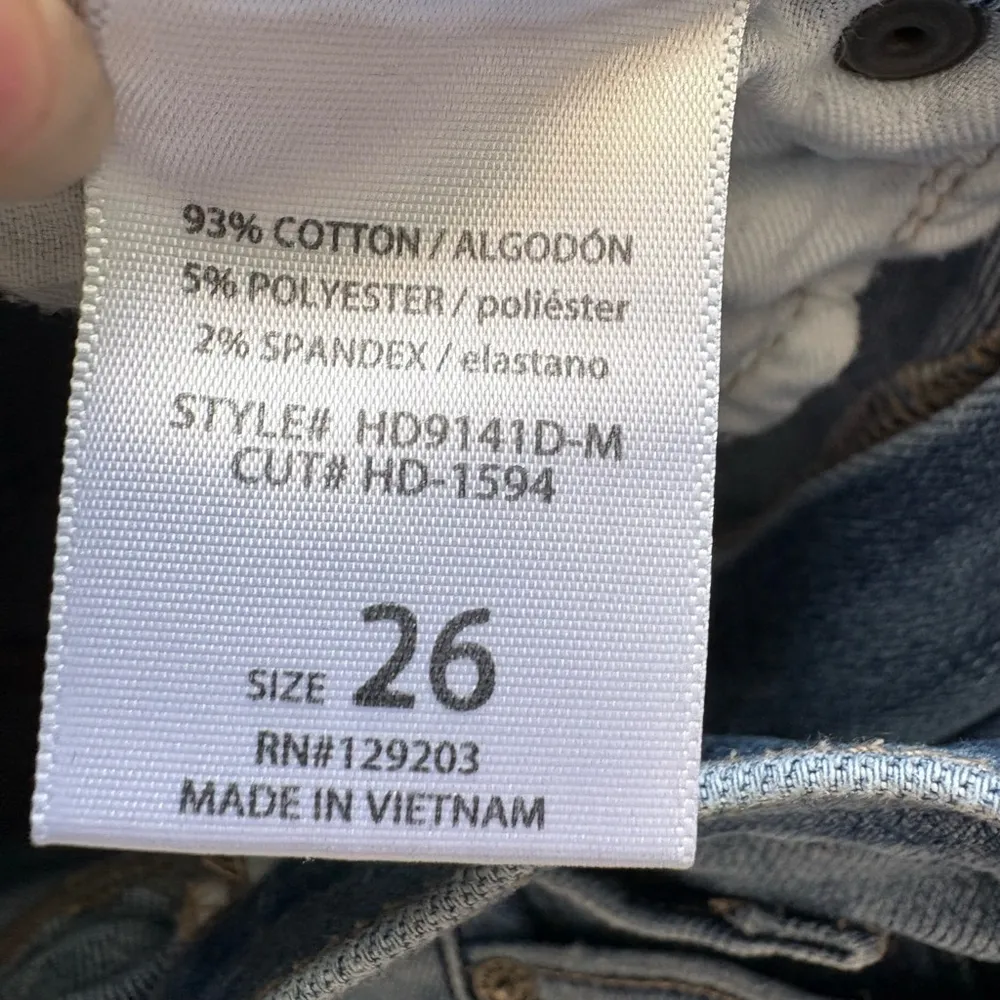 93% COTTON / ALGODÓN
5% POLYESTER / poliéster
2% SPANDEX / elastano
STYLE# HD9141D-M
CUT# HD-1594
SIZE 26
RN#129203
MADE IN VIETNAM